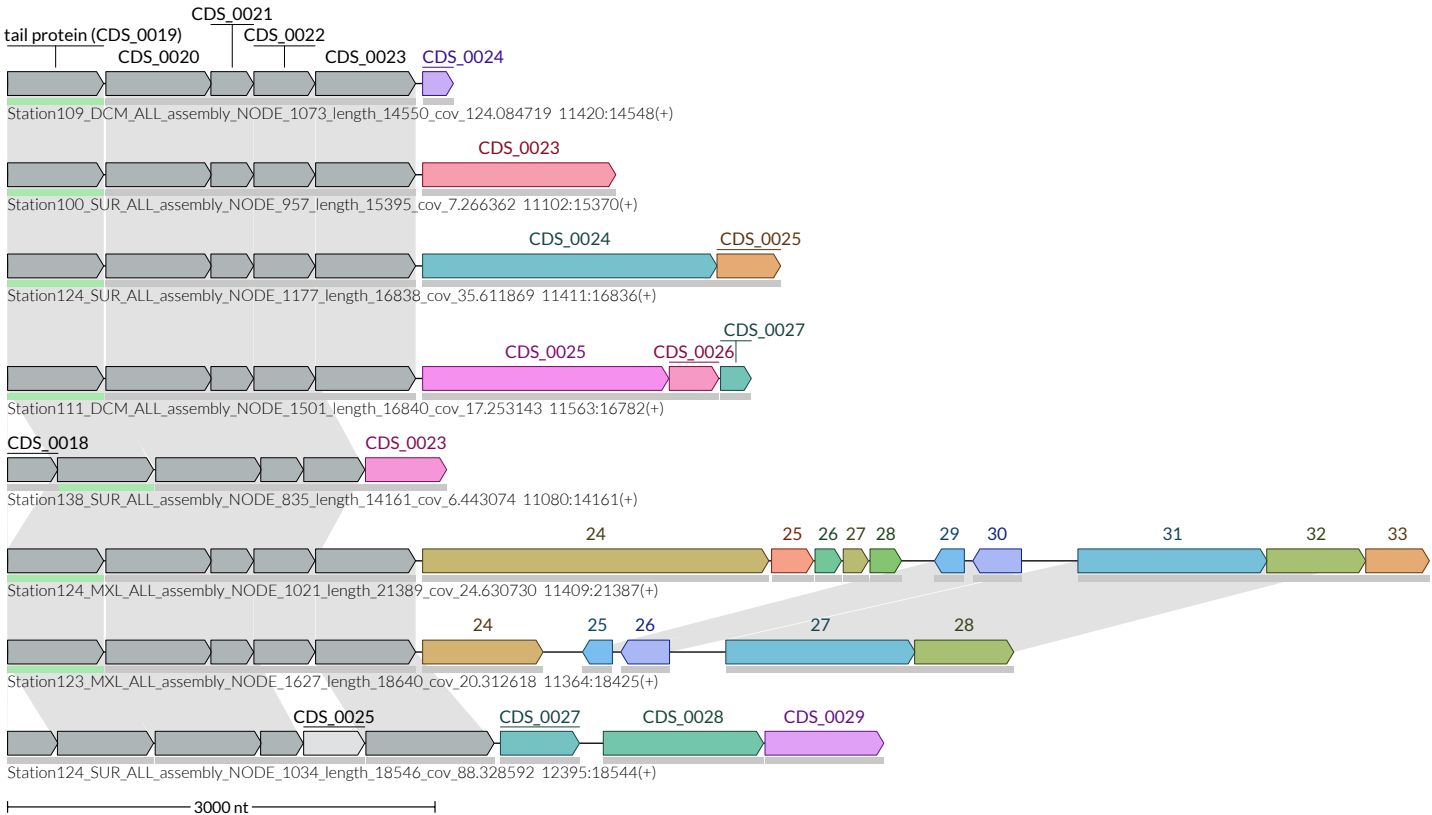 CDS_0021
tail protein (CDS_0019) CDS_0022
CDS_0020 CDS_0023 CDS_0024
Station109_DCM_ALL_assembly_NODE_1073_length_14550_cov_124.084719 11420:14548(+)
CDS_0023
Station100_SUR_ALL_assembly_NODE_957_length_15395_cov_7.266362 11102:15370(+)
CDS_0024 CDS_0025
Station124_SUR_ALL_assembly_NODE_1177_length_16838_cov_35.611869 11411:16836(+)
CDS_0027
CDS_0025 CDS_0026
Station111_DCM_ALL_assembly_NODE_1501_length_16840_cov_17.253143 11563:16782(+)
CDS_0018 CDS_0023
Station138_SUR_ALL_assembly_NODE_835_length_14161_cov_6.443074 11080:14161(+)
24 25 26 27 28 29 30 31 32 33
Station124_MXL_ALL_assembly_NODE_1021_length_21389_cov_24.630730 11409:21387(+)
24 25 26 27 28
Station123_MXL_ALL_assembly_NODE_1627_length_18640_cov_20.312618 11364:18425(+)
CDS_0025 CDS_0027 CDS_0028 CDS_0029
Station124_SUR_ALL_assembly_NODE_1034_length_18546_cov_88.328592 12395:18544(+)
3000 nt